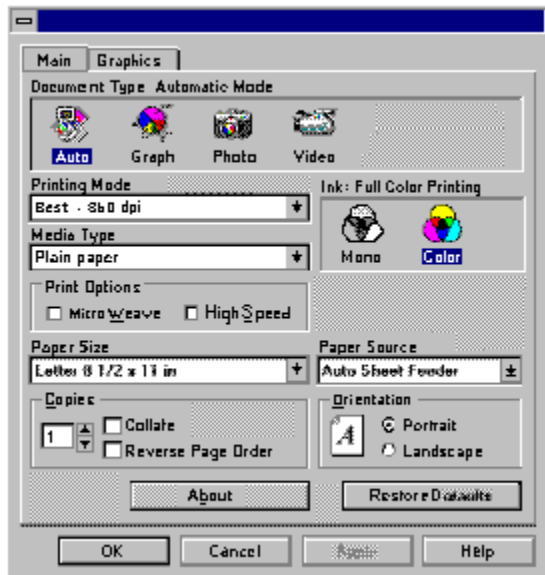 Main Graphics
Document Type Automatic Mode
Auto Graph Photo Video
Printing Mode
Best - 360 dpi
Ink: Full Color Printing
Mono Color
Media Type
Plain paper
Print Options
MicroWeave High Speed
Paper Size
Letter 8 1/2 x 11 in
Paper Source
Auto Sheet Feeder
Copies
1
Collate
Reverse Page Order
Orientation
A
Portrait
Landscape
About
Restore Defaults
OK Cancel Apply Help